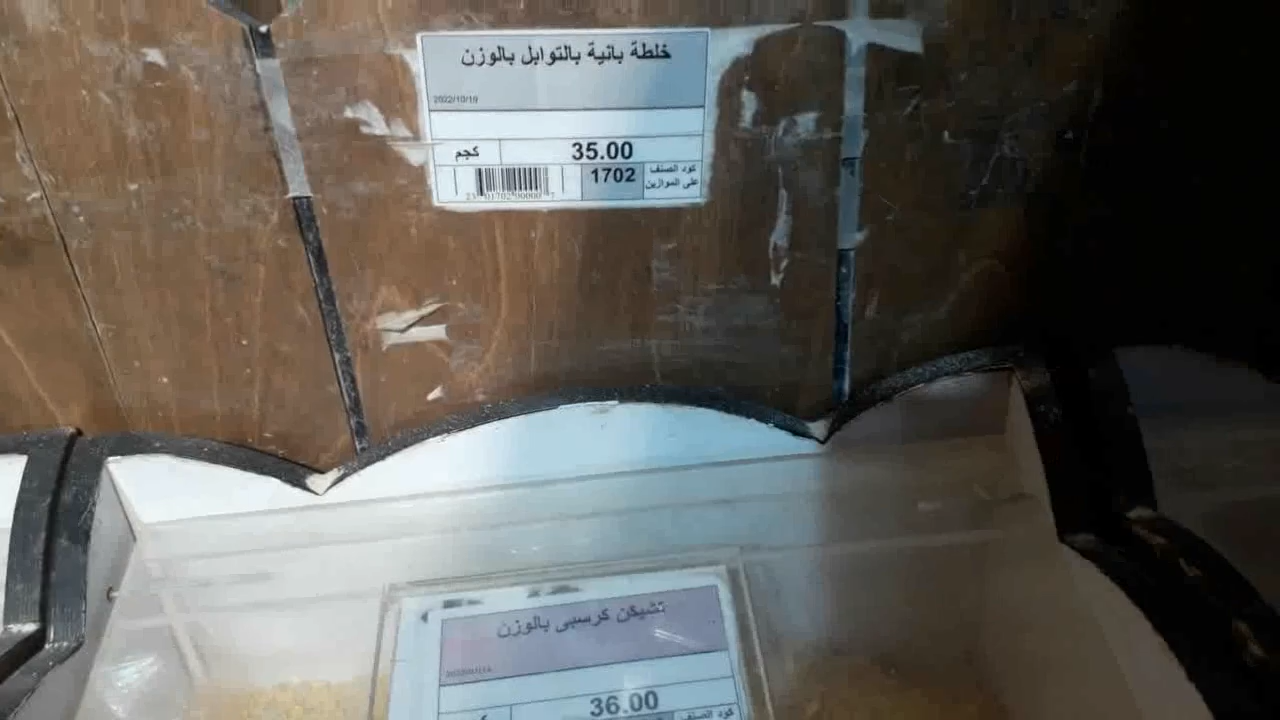 خلطة بانية بالتوابل بالوزن
2022/10/19
35.00 كجم
كود الصنف على الموازين 1702
تشيكن كرسبى بالوزن
36.00
كود الصنف